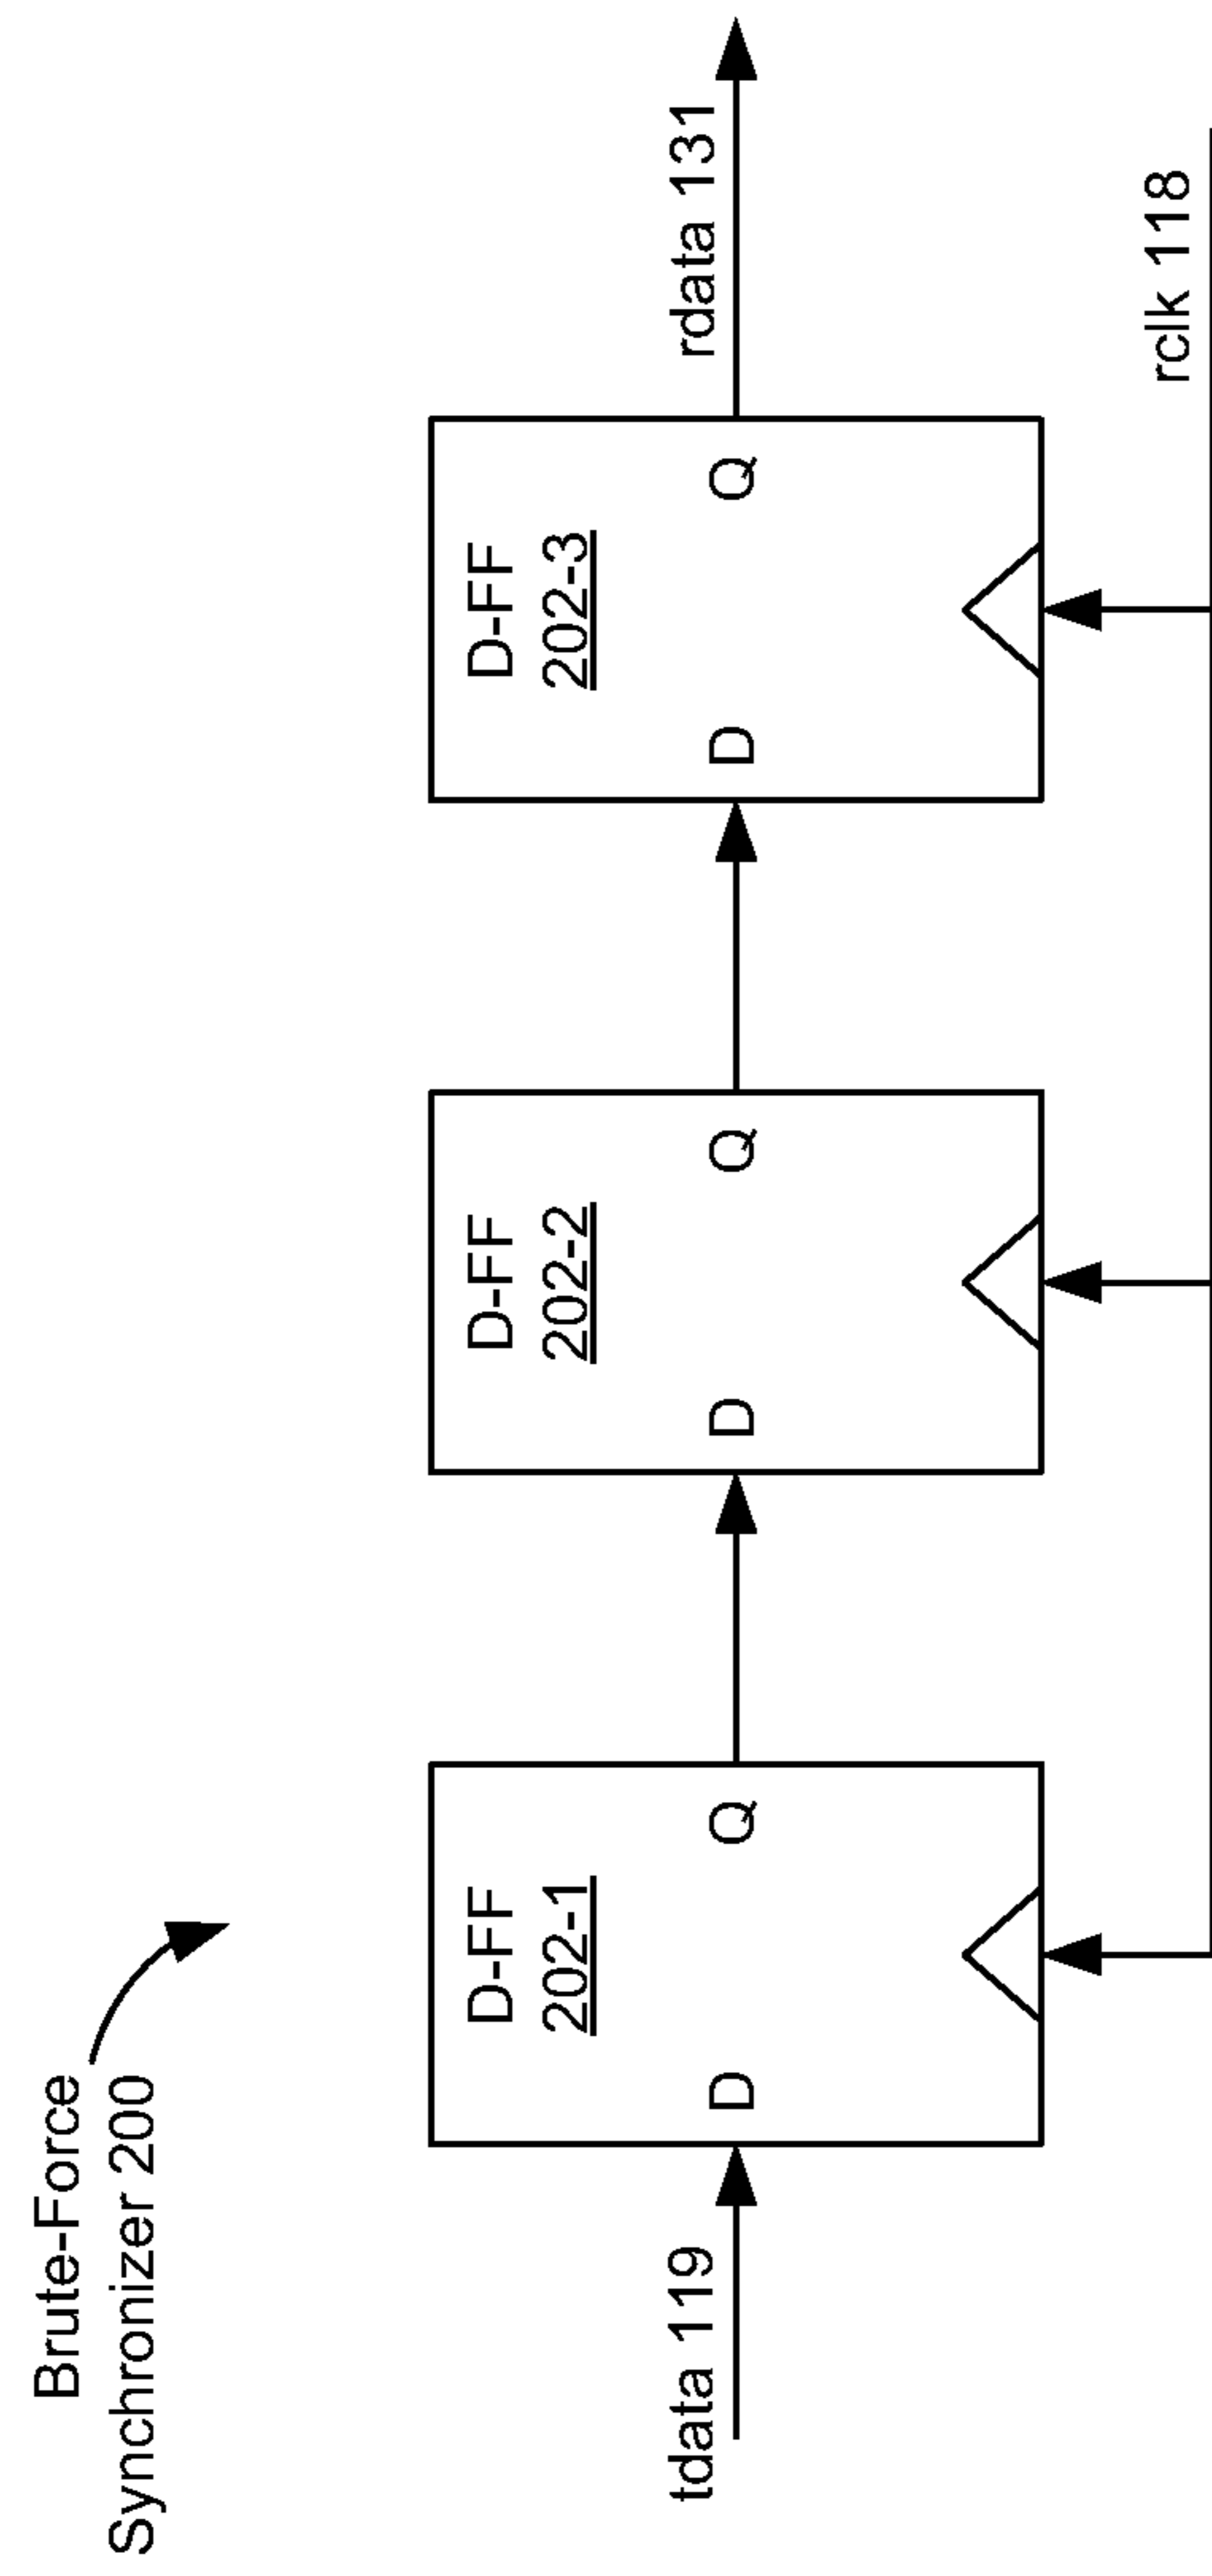 Brute-Force
Synchronizer 200
tdata 119
D-FF
202-1
D
Q
D-FF
202-2
D
Q
D-FF
202-3
D
Q
rdata 131
rclk 118